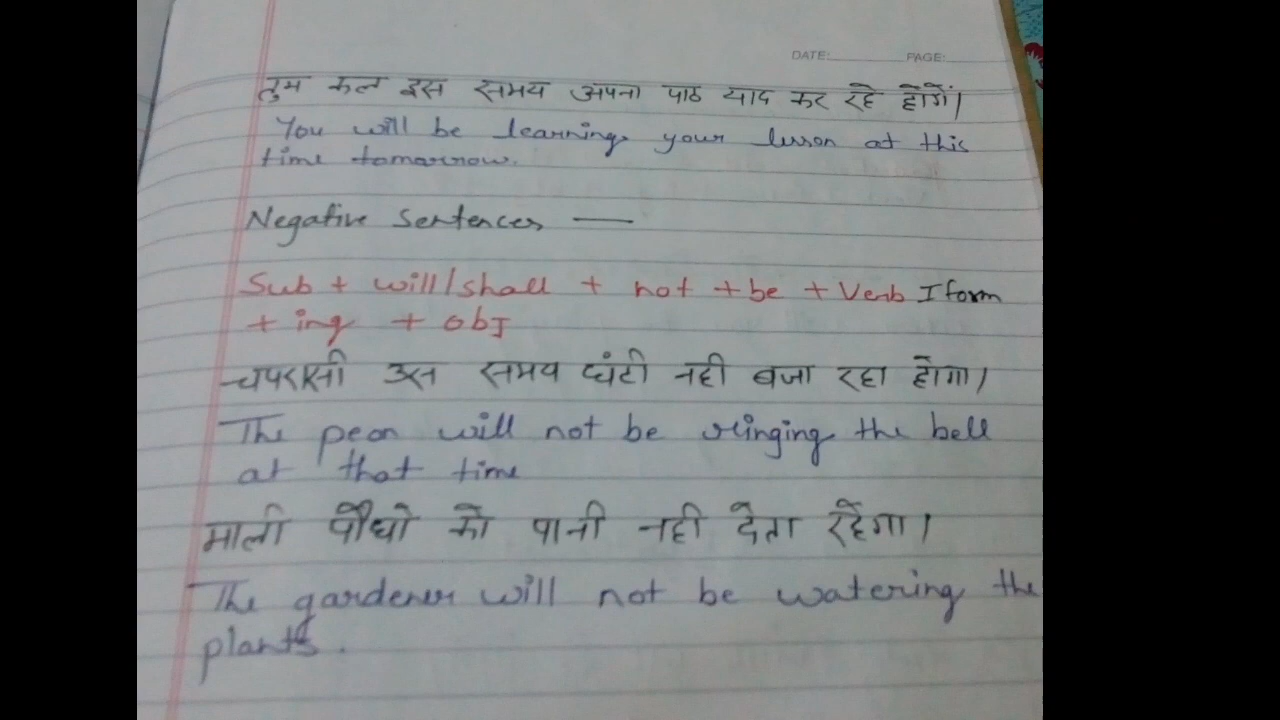 DATE: PAGE:
तुम कल इस समय अपना पाठ याद कर रहे होगें।
You will be learning your lesson at this
time tomorrow.
Negative Sentences —
Sub + will/shall + not + be + Verb I form
+ ing + obj
चपरासी उस समय घंटी नही बजा रहा होगा।
The peon will not be ringing the bell
at that time
माली पौधो को पानी नही देता रहेगा।
The gardener will not be watering the
plants.